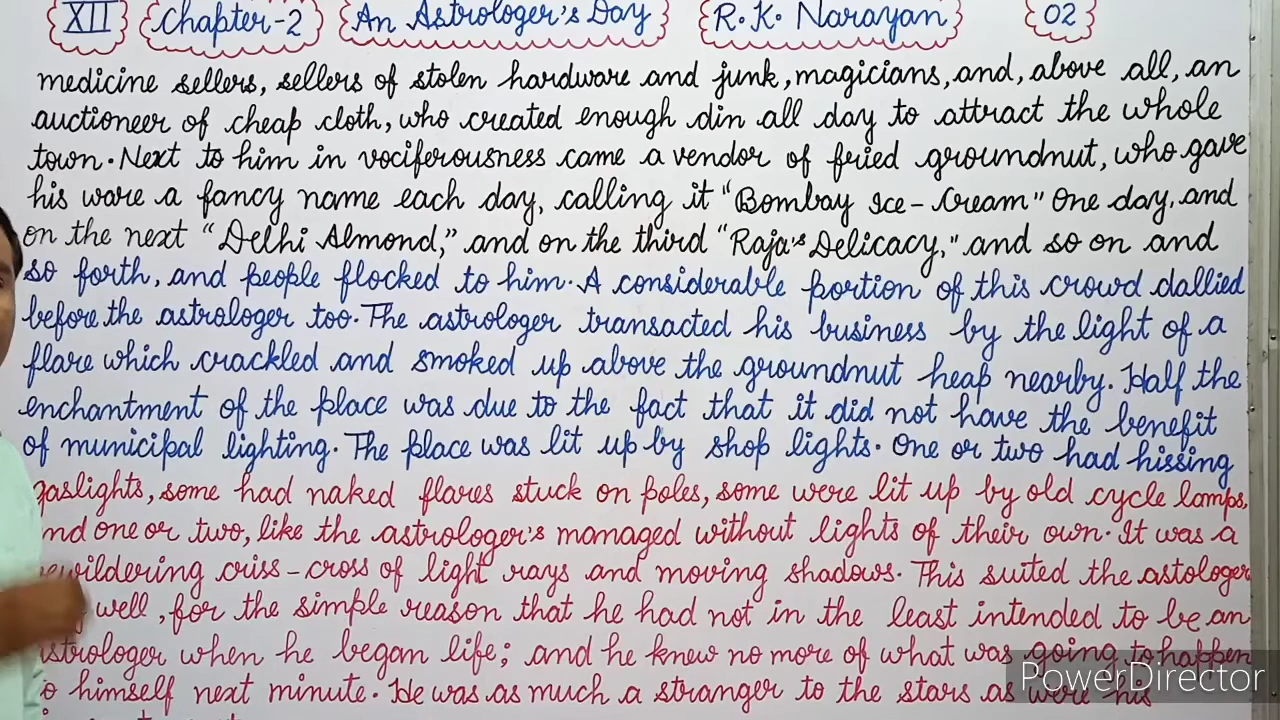 XII Chapter-2 An Astrologer's Day R. K. Narayan 02
medicine sellers, sellers of stolen hardware and junk, magicians, and, above all, an
auctioneer of cheap cloth, who created enough din all day to attract the whole
town. Next to him in vociferousness came a vendor of fried groundnut, who gave
his ware a fancy name each day, calling it "Bombay Ice-Cream" One day, and
on the next "Delhi Almond," and on the third "Raja's Delicacy," and so on and
so forth, and people flocked to him. A considerable portion of this crowd dallied
before the astrologer too. The astrologer transacted his business by the light of a
flare which crackled and smoked up above the groundnut heap nearby. Half the
enchantment of the place was due to the fact that it did not have the benefit
of municipal lighting. The place was lit up by shop lights. One or two had hissing
gaslights, some had naked flares stuck on poles, some were lit up by old cycle lamps,
nd one or two, like the astrologer's managed without lights of their own. It was a
ewildering criss-cross of light rays and moving shadows. This suited the astologer
well, for the simple reason that he had not in the least intended to be an
strologer when he began life; and he knew no more of what was going to happen
o himself next minute. He was as much a stranger to the stars as were his
PowerDirector